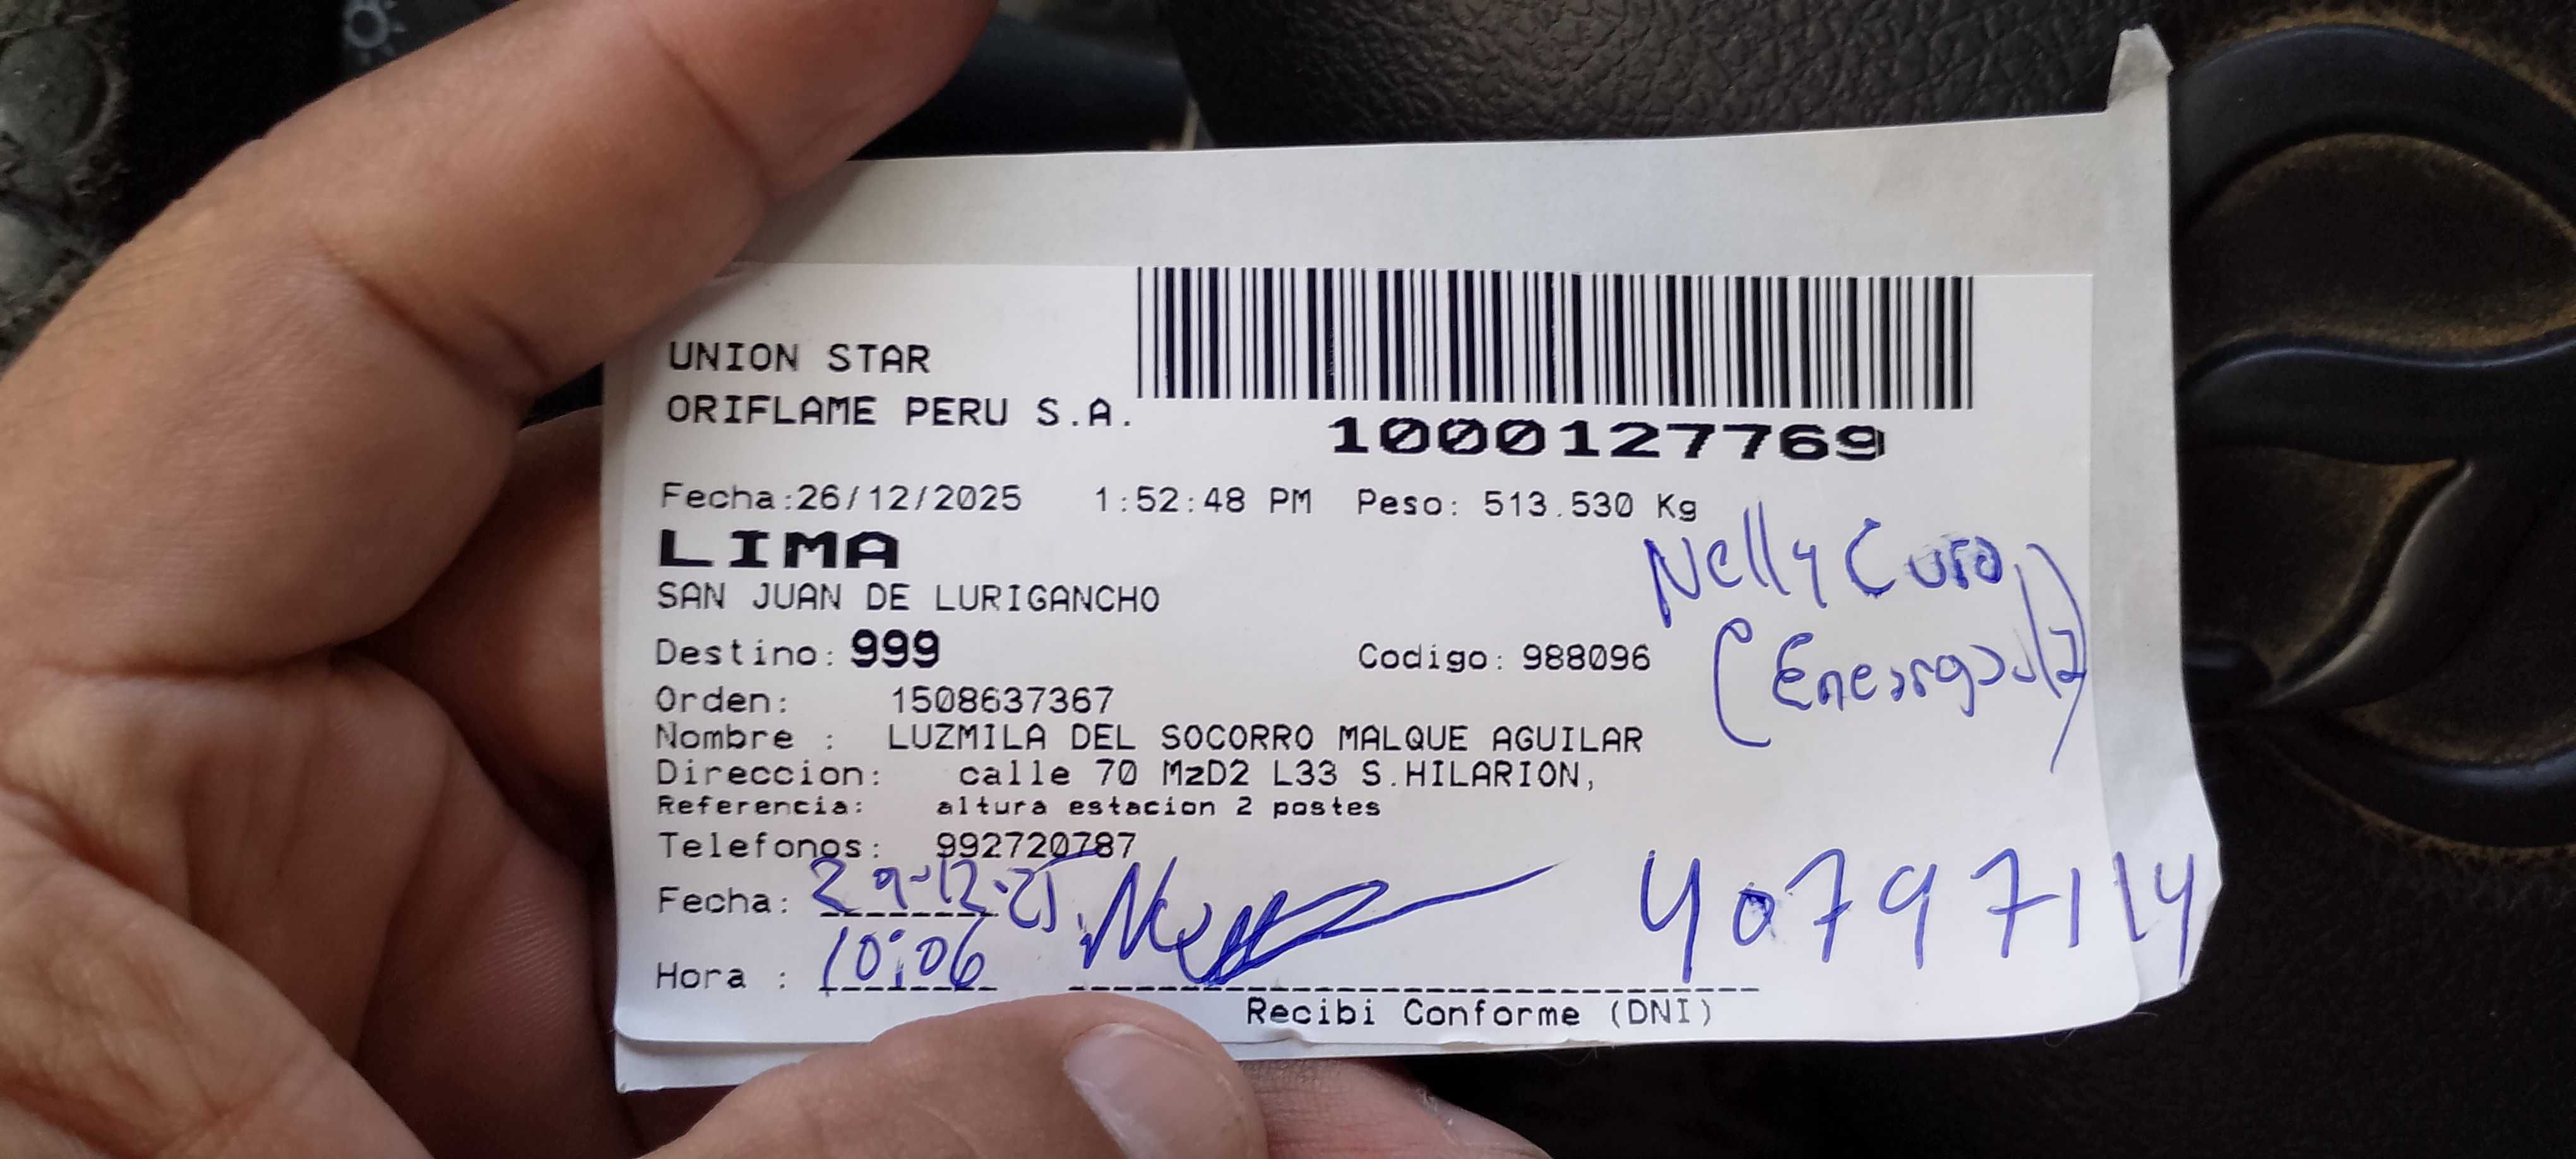 UNION STAR
ORIFLAME PERU S.A.
1000127769
Fecha:26/12/2025 1:52:48 PM Peso: 513.530 Kg
LIMA
SAN JUAN DE LURIGANCHO
Nelly Curo
Destino: 999 Codigo: 988096
Orden: 1508637367
Nombre : LUZMILA DEL SOCORRO MALQUE AGUILAR
Direccion: calle 70 MzD2 L33 S.HILARION,
Referencia: altura estacion 2 postes
Telefonos: 992720787
Fecha: 29-12-25
40797114
Hora : 10:06
Recibi Conforme (DNI)